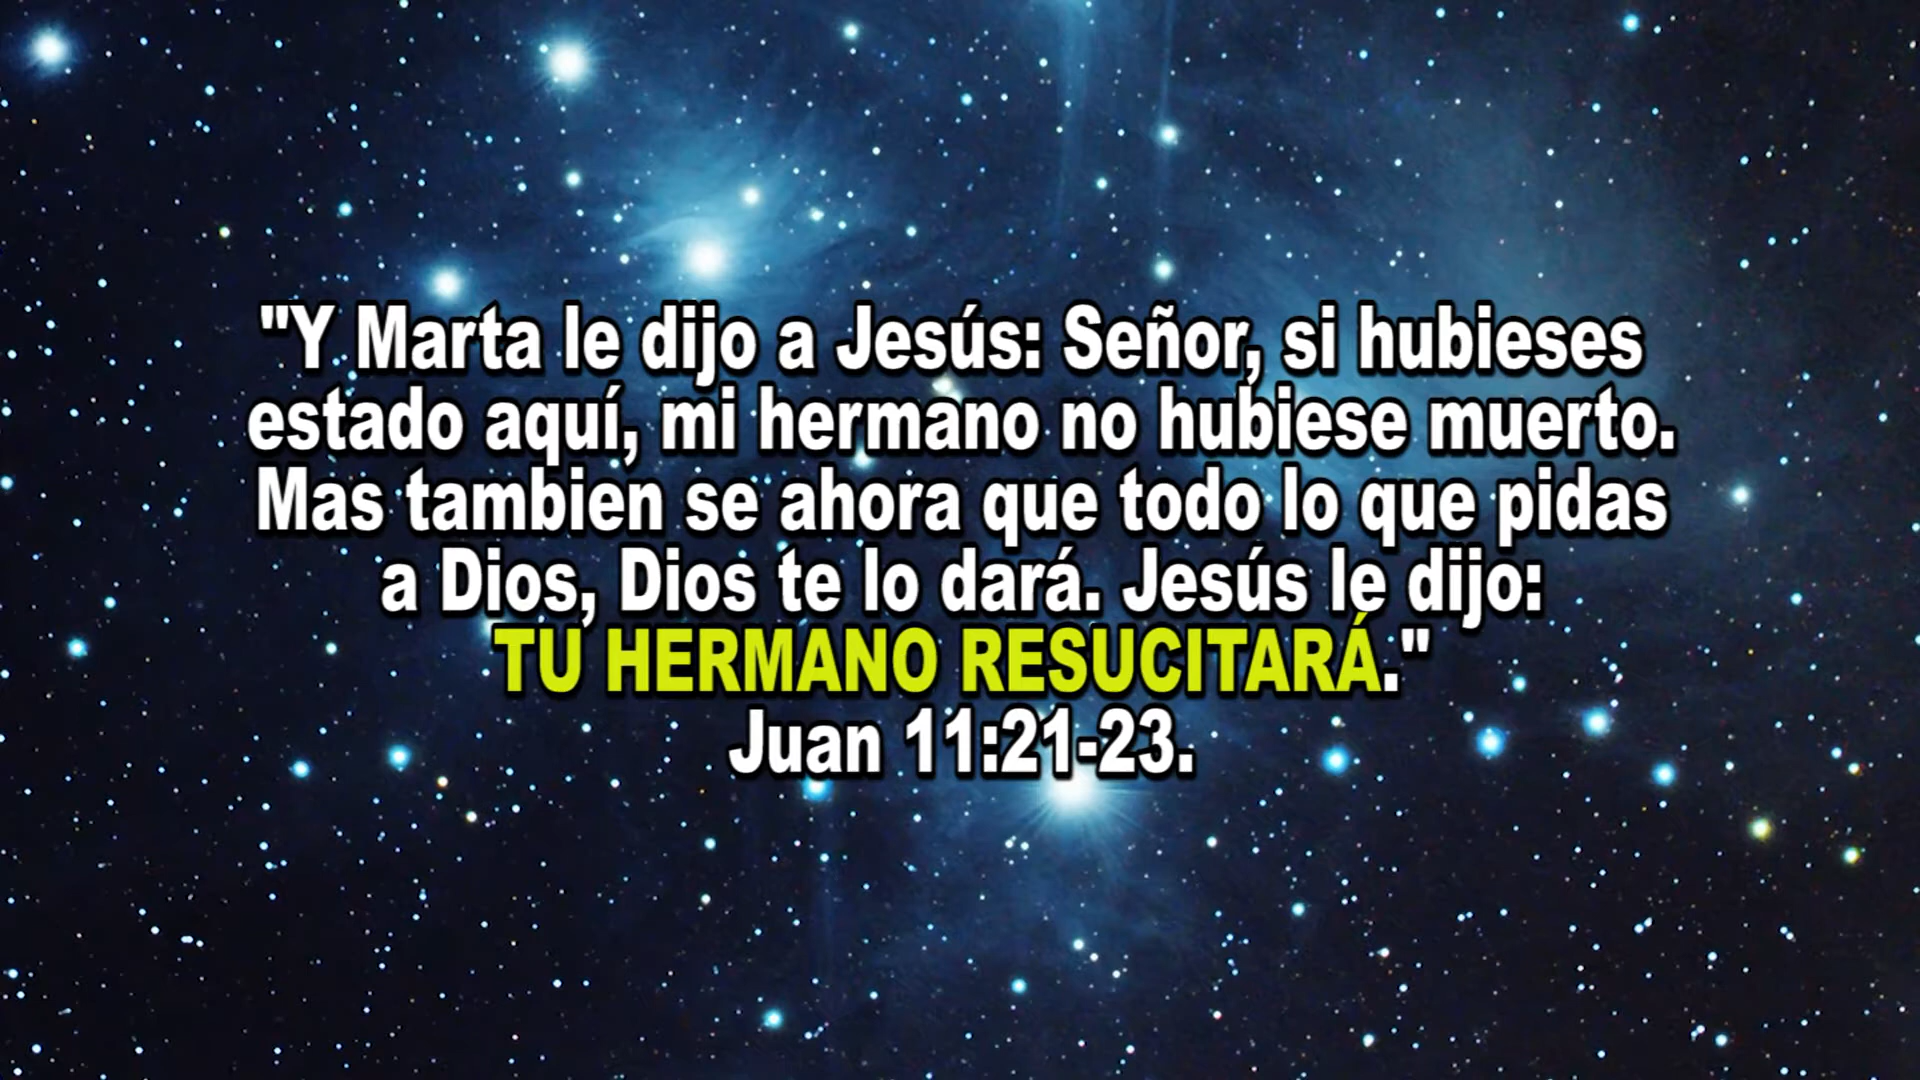 "Y Marta le dijo a Jesús: Señor, si hubieses
estado aquí, mi hermano no hubiese muerto.
Mas tambien se ahora que todo lo que pidas
a Dios, Dios te lo dará. Jesús le dijo:
TU HERMANO RESUCITARÁ."
Juan 11:21-23.